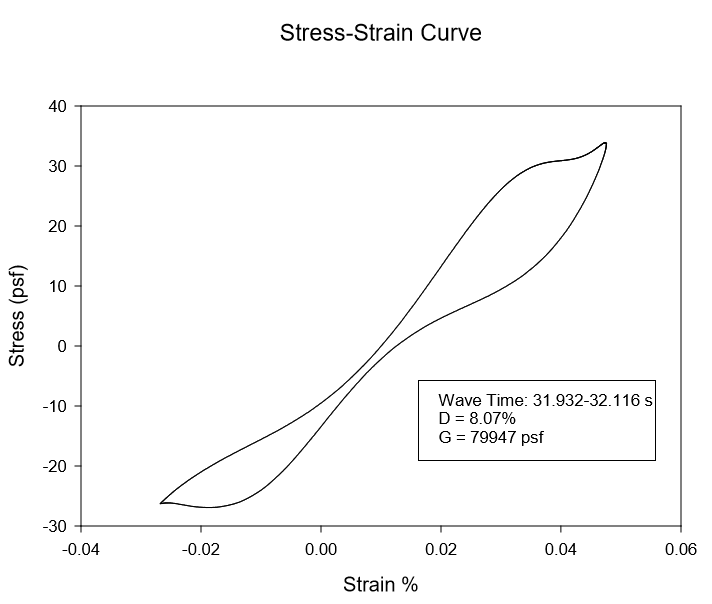 Stress-Strain Curve
40
30
20
10
0
-10
-20
-30
Stress (psf)
Wave Time: 31.932-32.116 s
D = 8.07%
G = 79947 psf
-0.04 -0.02 0.00 0.02 0.04 0.06
Strain %